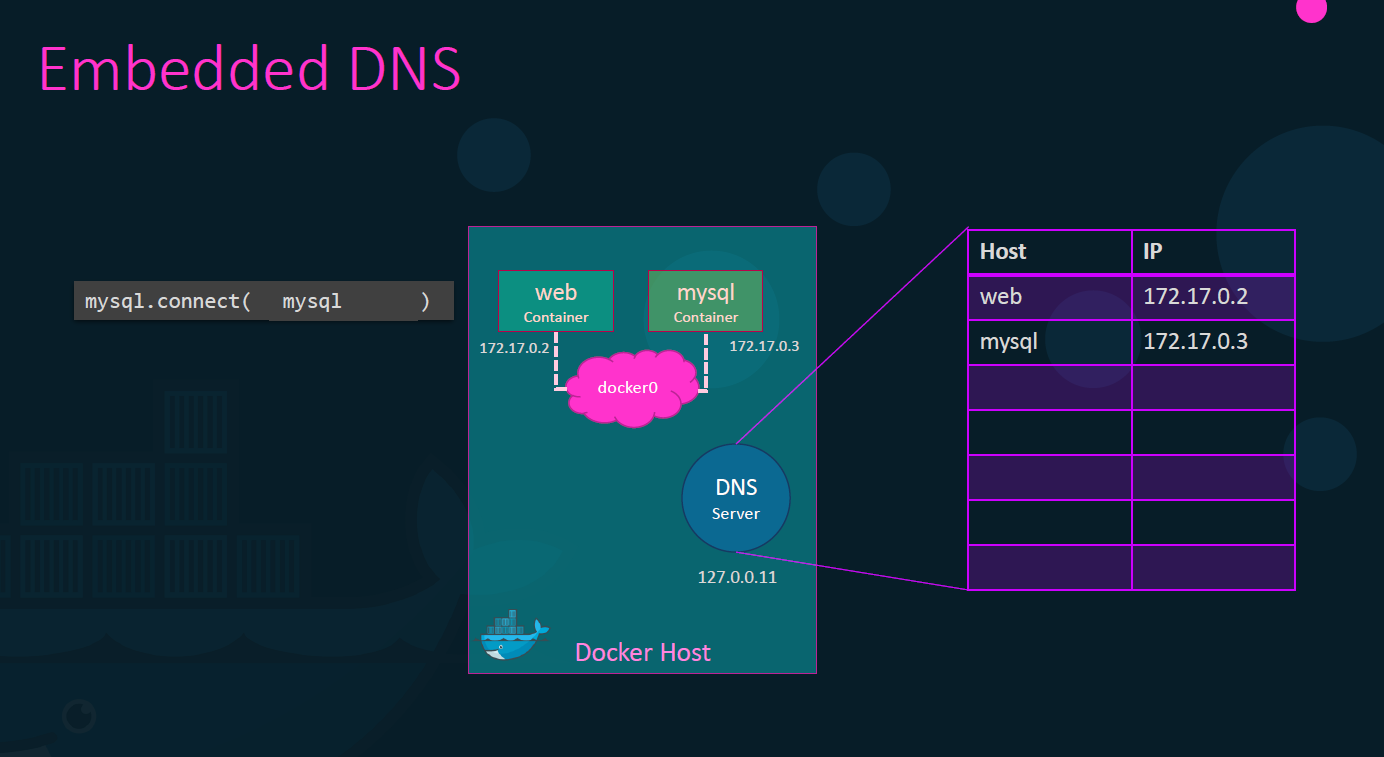 Embedded DNS
mysql.connect( mysql )
web
Container
172.17.0.2
mysql
Container
172.17.0.3
docker0
DNS
Server
127.0.0.11
Docker Host
Host IP
web 172.17.0.2
mysql 172.17.0.3